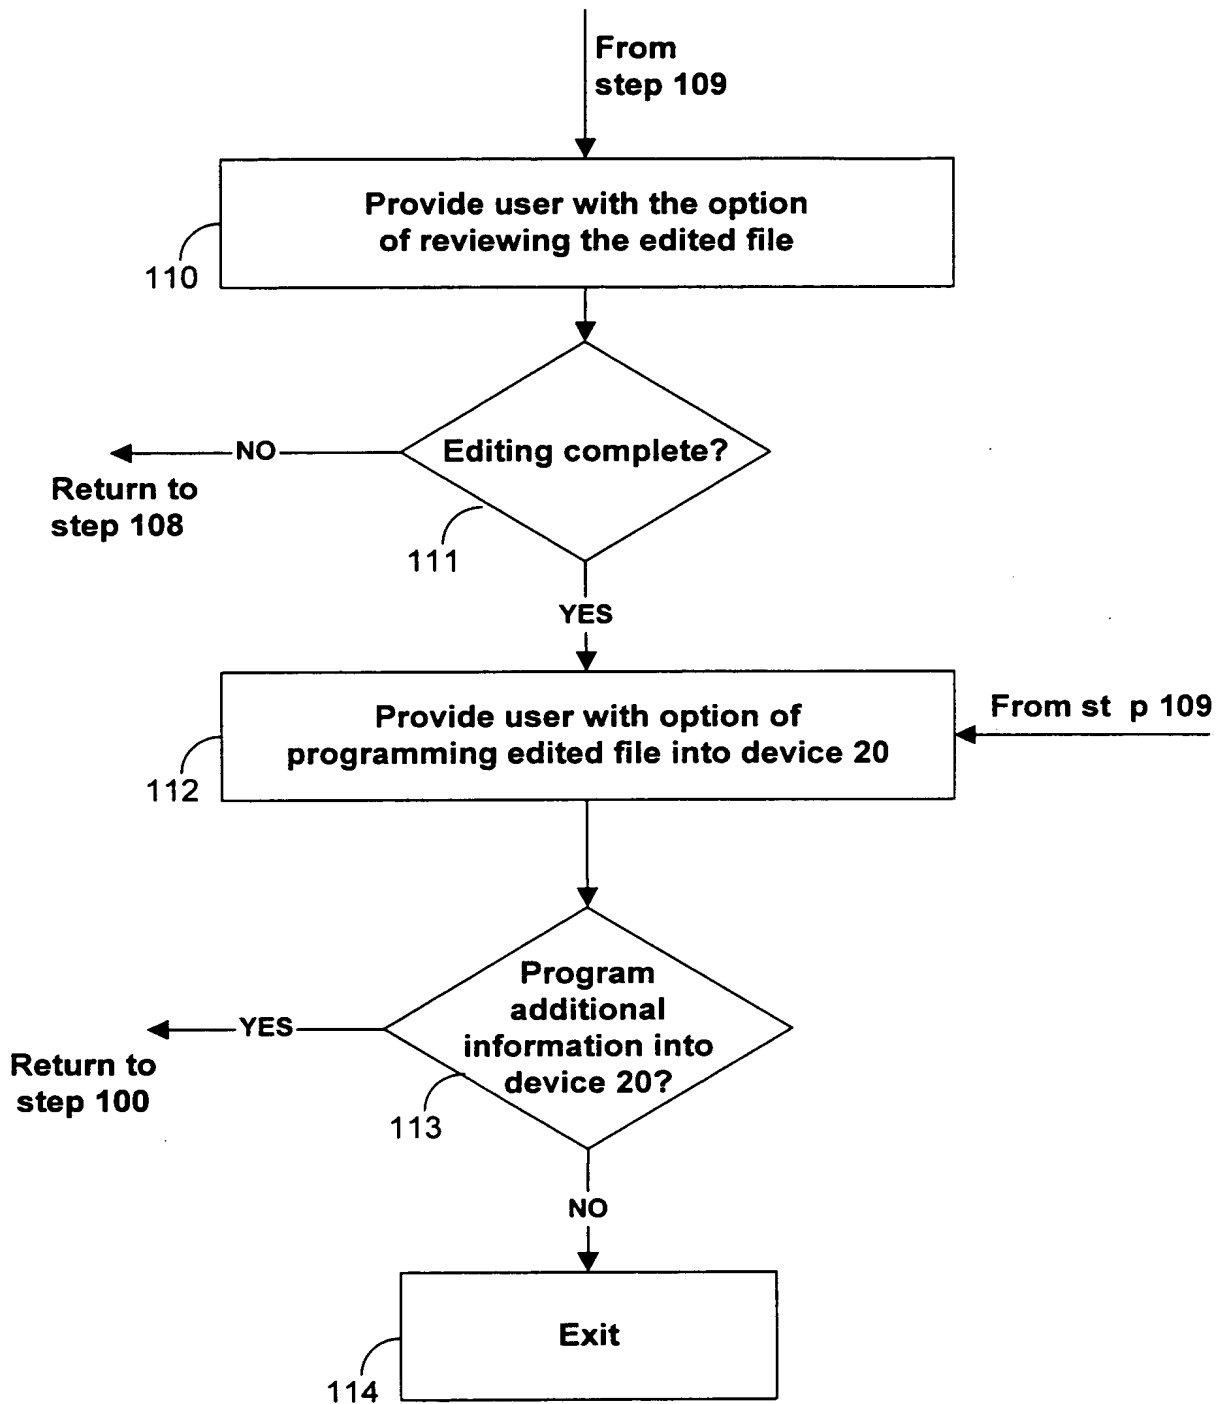 From
step 109
Provide user with the option
of reviewing the edited file
110
Editing complete?
NO
Return to
step 108
111
YES
From st p 109
Provide user with option of
programming edited file into device 20
112
Program
additional
information into
device 20?
YES
Return to
step 100
113
NO
Exit
114